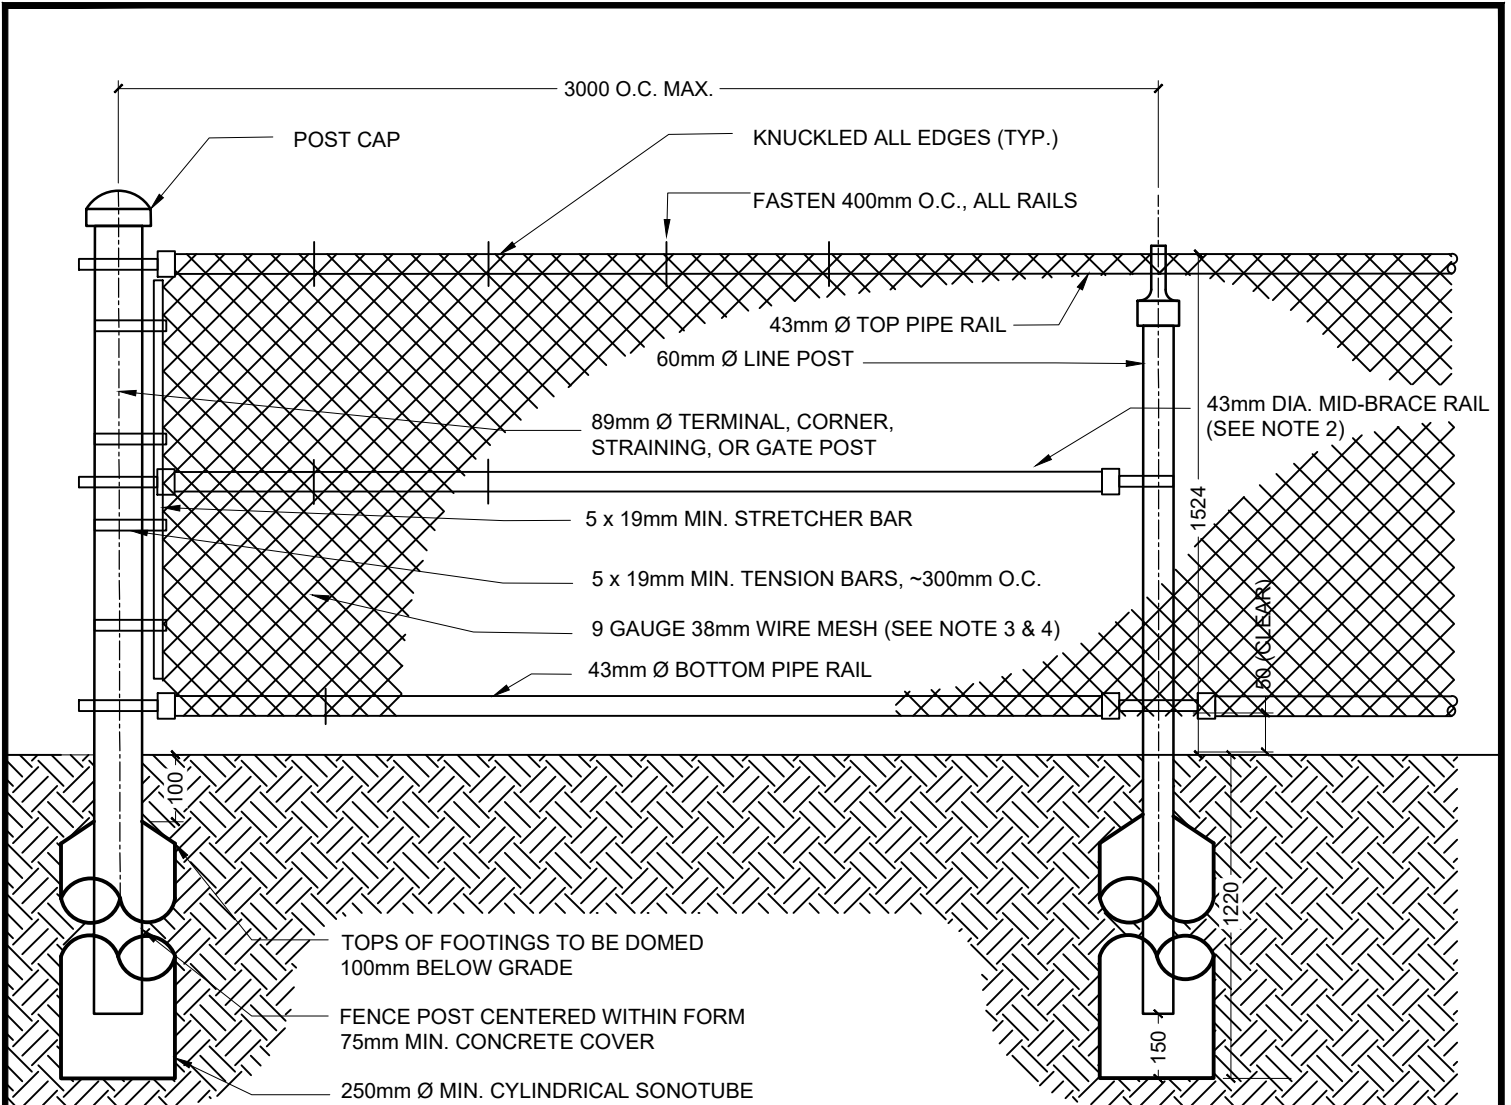 3000 O.C. MAX.
POST CAP
KNUCKLED ALL EDGES (TYP.)
FASTEN 400mm O.C., ALL RAILS
43mm Ø TOP PIPE RAIL
60mm Ø LINE POST
89mm Ø TERMINAL, CORNER,
STRAINING, OR GATE POST
43mm DIA. MID-BRACE RAIL
(SEE NOTE 2)
1524
5 x 19mm MIN. STRETCHER BAR
5 x 19mm MIN. TENSION BARS, ~300mm O.C.
9 GAUGE 38mm WIRE MESH (SEE NOTE 3 & 4)
50 (CLEAR)
43mm Ø BOTTOM PIPE RAIL
100
1220
TOPS OF FOOTINGS TO BE DOMED
100mm BELOW GRADE
FENCE POST CENTERED WITHIN FORM
75mm MIN. CONCRETE COVER
150
250mm Ø MIN. CYLINDRICAL SONOTUBE